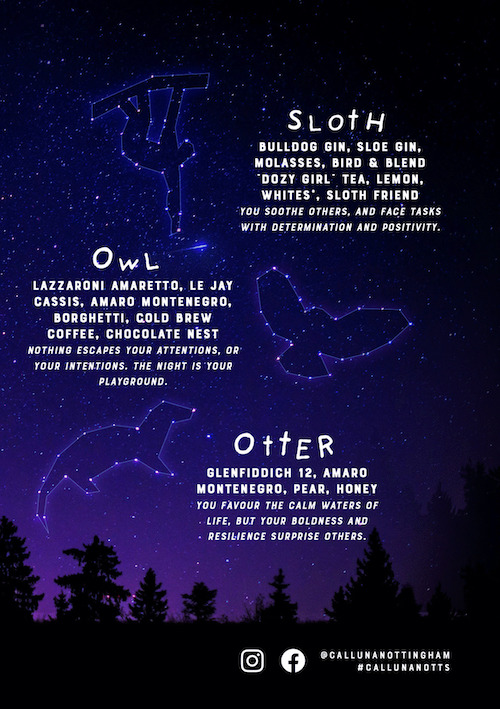 SLOTH
BULLDOG GIN, SLOE GIN,
MOLASSES, BIRD & BLEND
"DOZY GIRL" TEA, LEMON,
WHITES*, SLOTH FRIEND
YOU SOOTHE OTHERS, AND FACE TASKS
WITH DETERMINATION AND POSITIVITY.
OWL
LAZZARONI AMARETTO, LE JAY
CASSIS, AMARO MONTENEGRO,
BORGHETTI, COLD BREW
COFFEE, CHOCOLATE NEST
NOTHING ESCAPES YOUR ATTENTIONS, OR
YOUR INTENTIONS. THE NIGHT IS YOUR
PLAYGROUND.
OTTER
GLENFIDDICH 12, AMARO
MONTENEGRO, PEAR, HONEY
YOU FAVOUR THE CALM WATERS OF
LIFE, BUT YOUR BOLDNESS AND
RESILIENCE SURPRISE OTHERS.
@CALLUNANOTTINGHAM
#CALLUNANOTTS